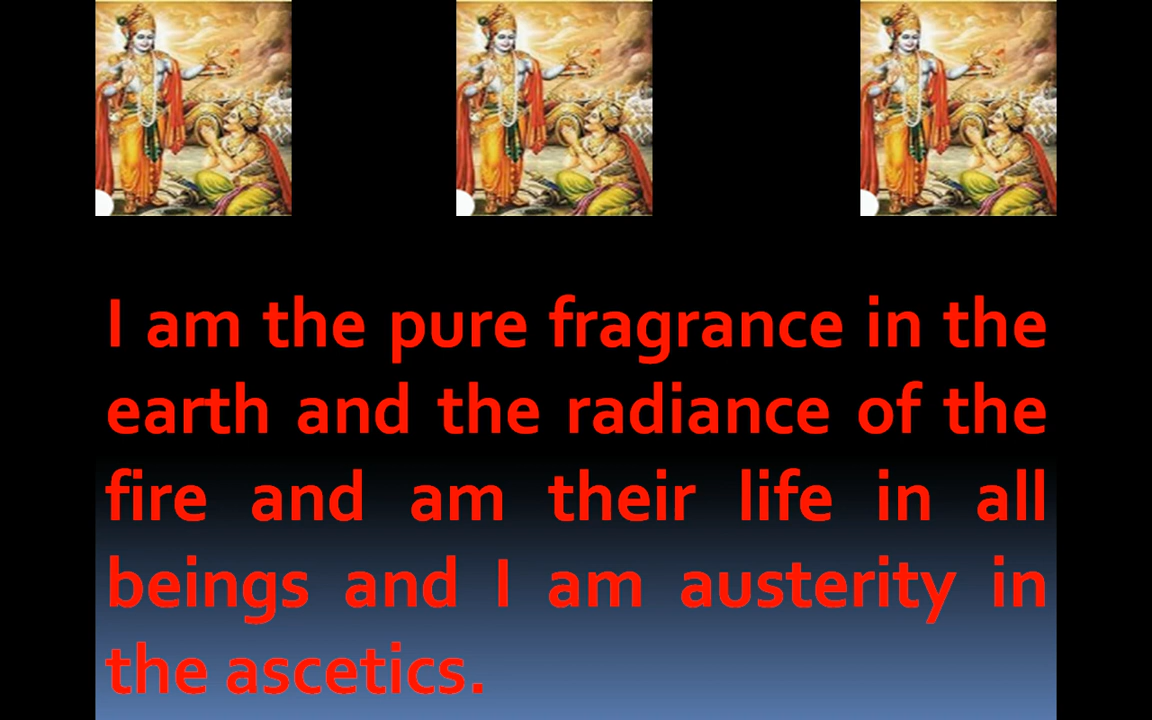 I am the pure fragrance in the
earth and the radiance of the
fire and am their life in all
beings and I am austerity in
the ascetics.